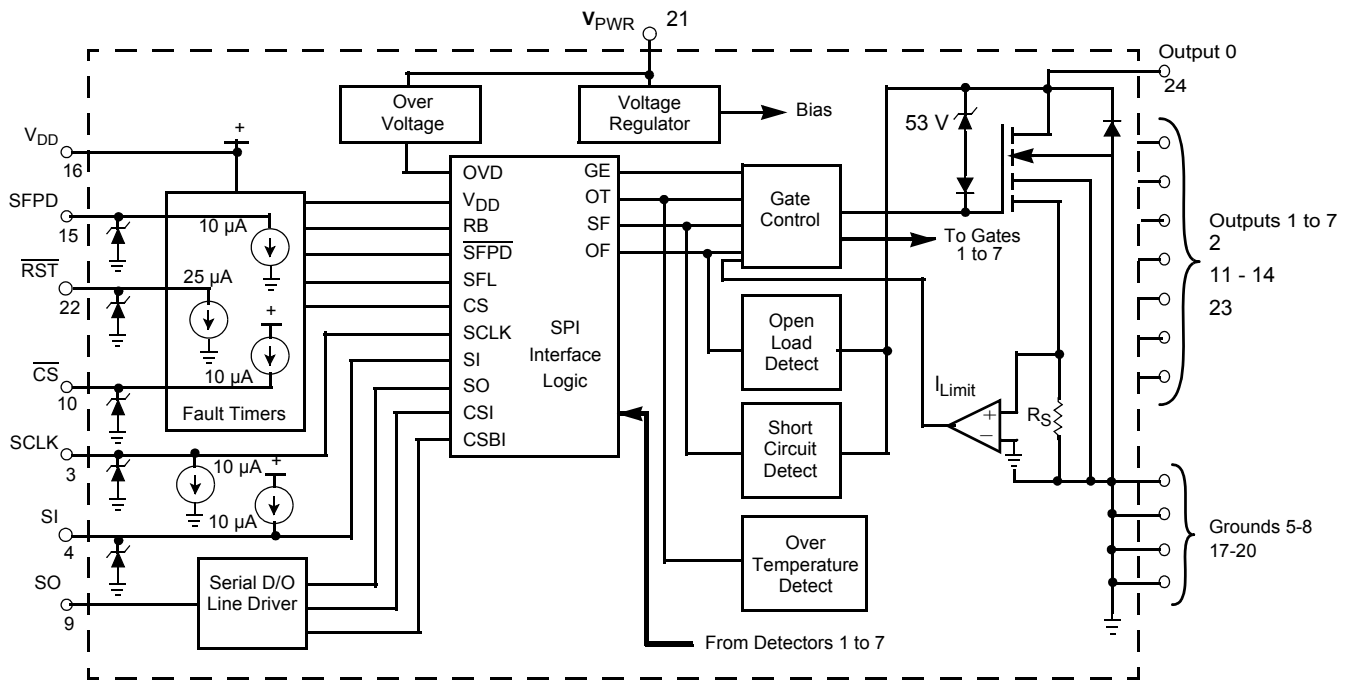 VPWR 21
Output 0
24
Over
Voltage
Voltage
Regulator
Bias
53 V
VDD
16
+
SFPD
15
10 µA
RST
22
25 µA
+
CS
10
10 µA
Fault Timers
SCLK
3
10 µA
+
SI
4
10 µA
SO
9
Serial D/O
Line Driver
OVD
VDD
RB
SFPD
SFL
CS
SCLK
SI
SO
CSI
CSBI
GE
OT
SF
OF
SPI
Interface
Logic
Gate
Control
To Gates
1 to 7
Open
Load
Detect
Short
Circuit
Detect
Over
Temperature
Detect
From Detectors 1 to 7
ILimit
+
−
RS
Outputs 1 to 7
2
11 - 14
23
Grounds 5-8
17-20